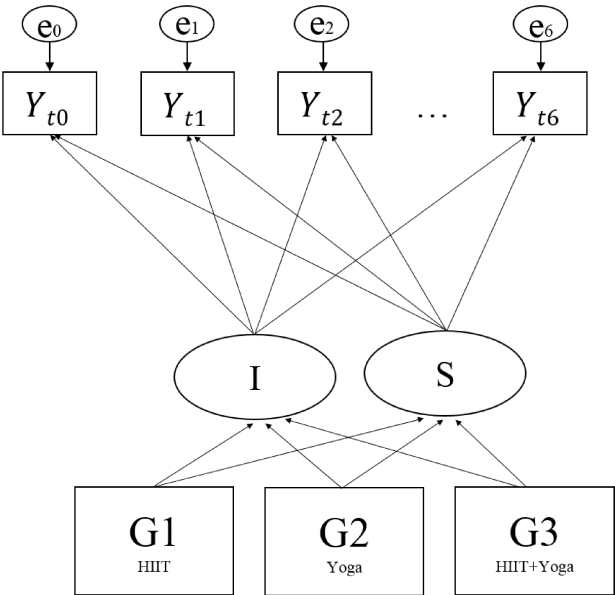 e0 e1 e2 e6
Yt0 Yt1 Yt2 ... Yt6
I S
G1 G2 G3
HIIT Yoga HIIT+Yoga